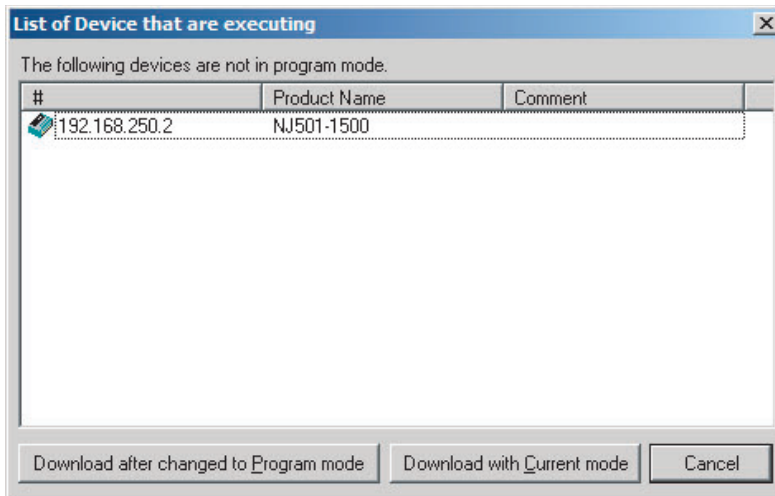 List of Device that are executing
The following devices are not in program mode.
# Product Name Comment
192.168.250.2 NJ501-1500
Download after changed to Program mode Download with Current mode Cancel